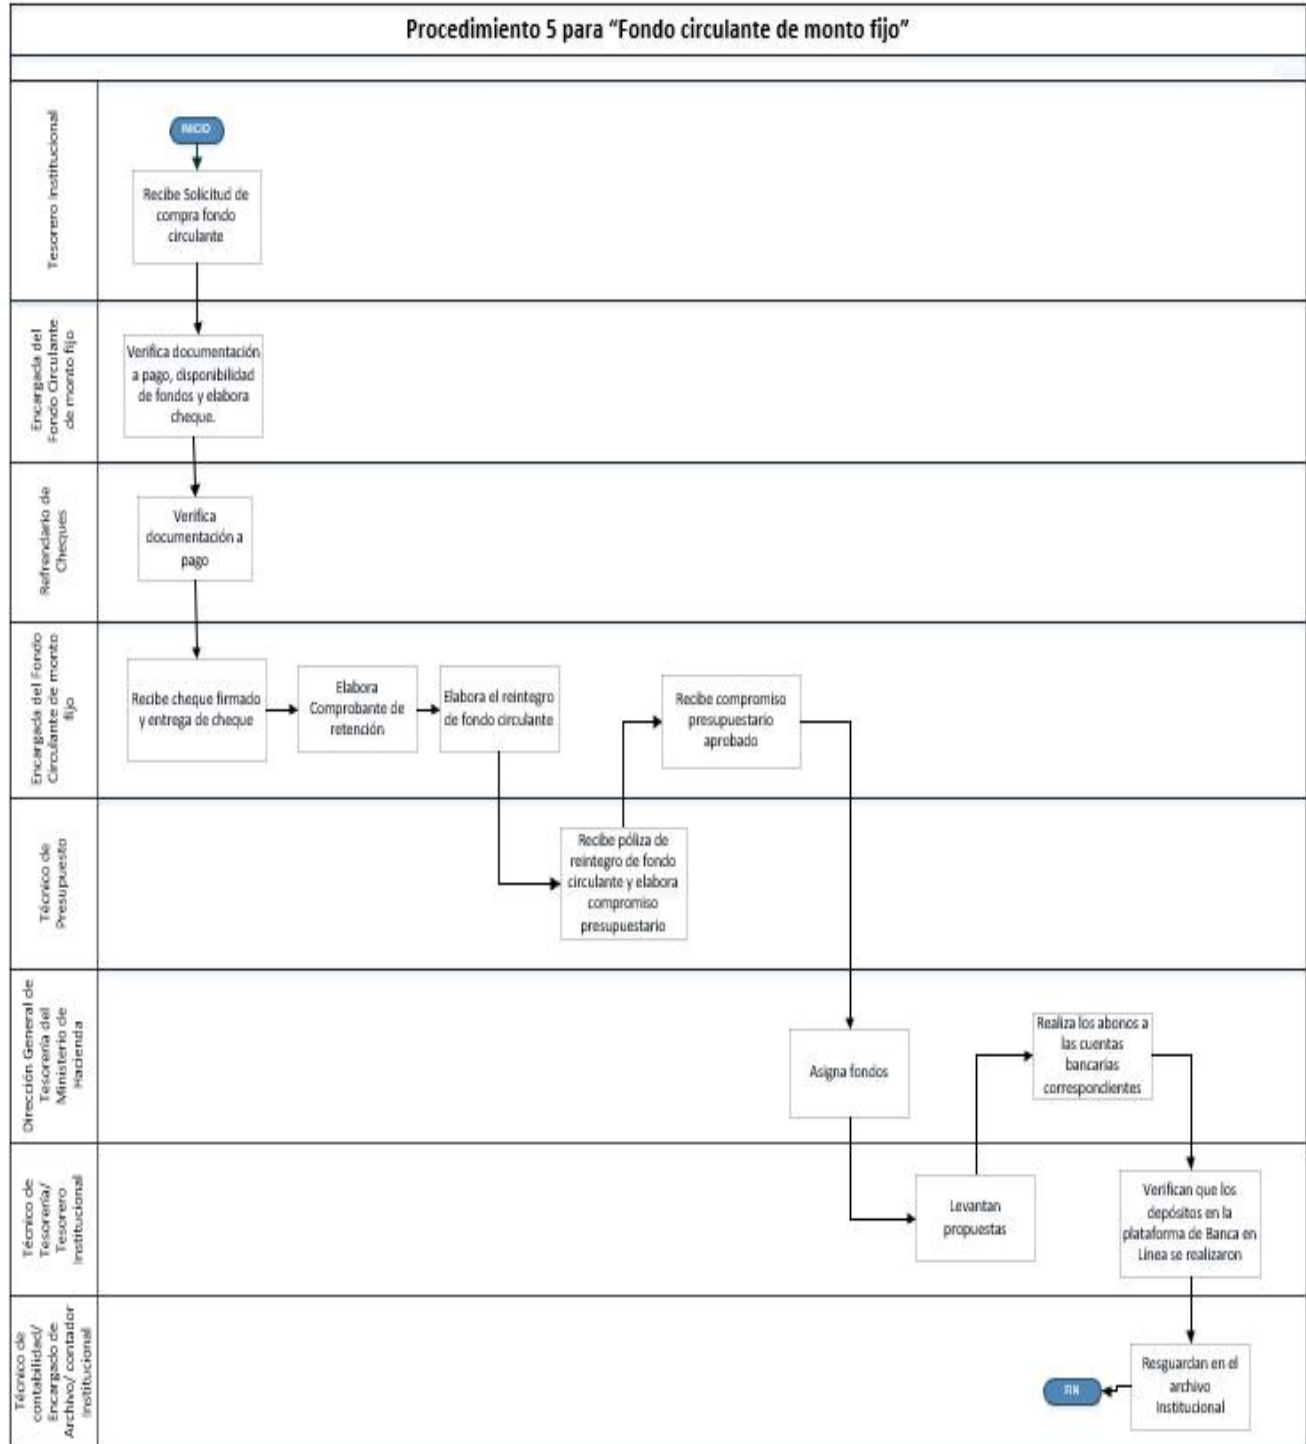 Procedimiento 5 para “Fondo circulante de monto fijo”
Tesorero Institucional
INICIO
Recibe Solicitud de
compra fondo
circulante
Encargada del
Fondo Circulante
de monto fijo
Verifica documentación
a pago, disponibilidad
de fondos y elabora
cheque.
Refrendario de
Cheques
Verifica
documentación a
pago
Encargada del Fondo
Circulante de monto
fijo
Recibe cheque firmado
y entrega de cheque
Elabora
Comprobante de
retención
Elabora el reintegro
de fondo circulante
Recibe compromiso
presupuestario
aprobado
Técnico de
Presupuesto
Recibe póliza de
reintegro de fondo
circulante y elabora
compromiso
presupuestario
Dirección General de
Tesorería del
Ministerio de
Hacienda
Asigna fondos
Realiza los abonos a
las cuentas
bancarias
correspondientes
Técnico de
Tesorería/
Tesorero
Institucional
Levantan
propuestas
Verifican que los
depósitos en la
plataforma de Banca en
Línea se realizaron
Técnico de
contabilidad/
Encargado de
Archivo/ contador
Institucional
Resguardan en el
archivo
Institucional
FIN